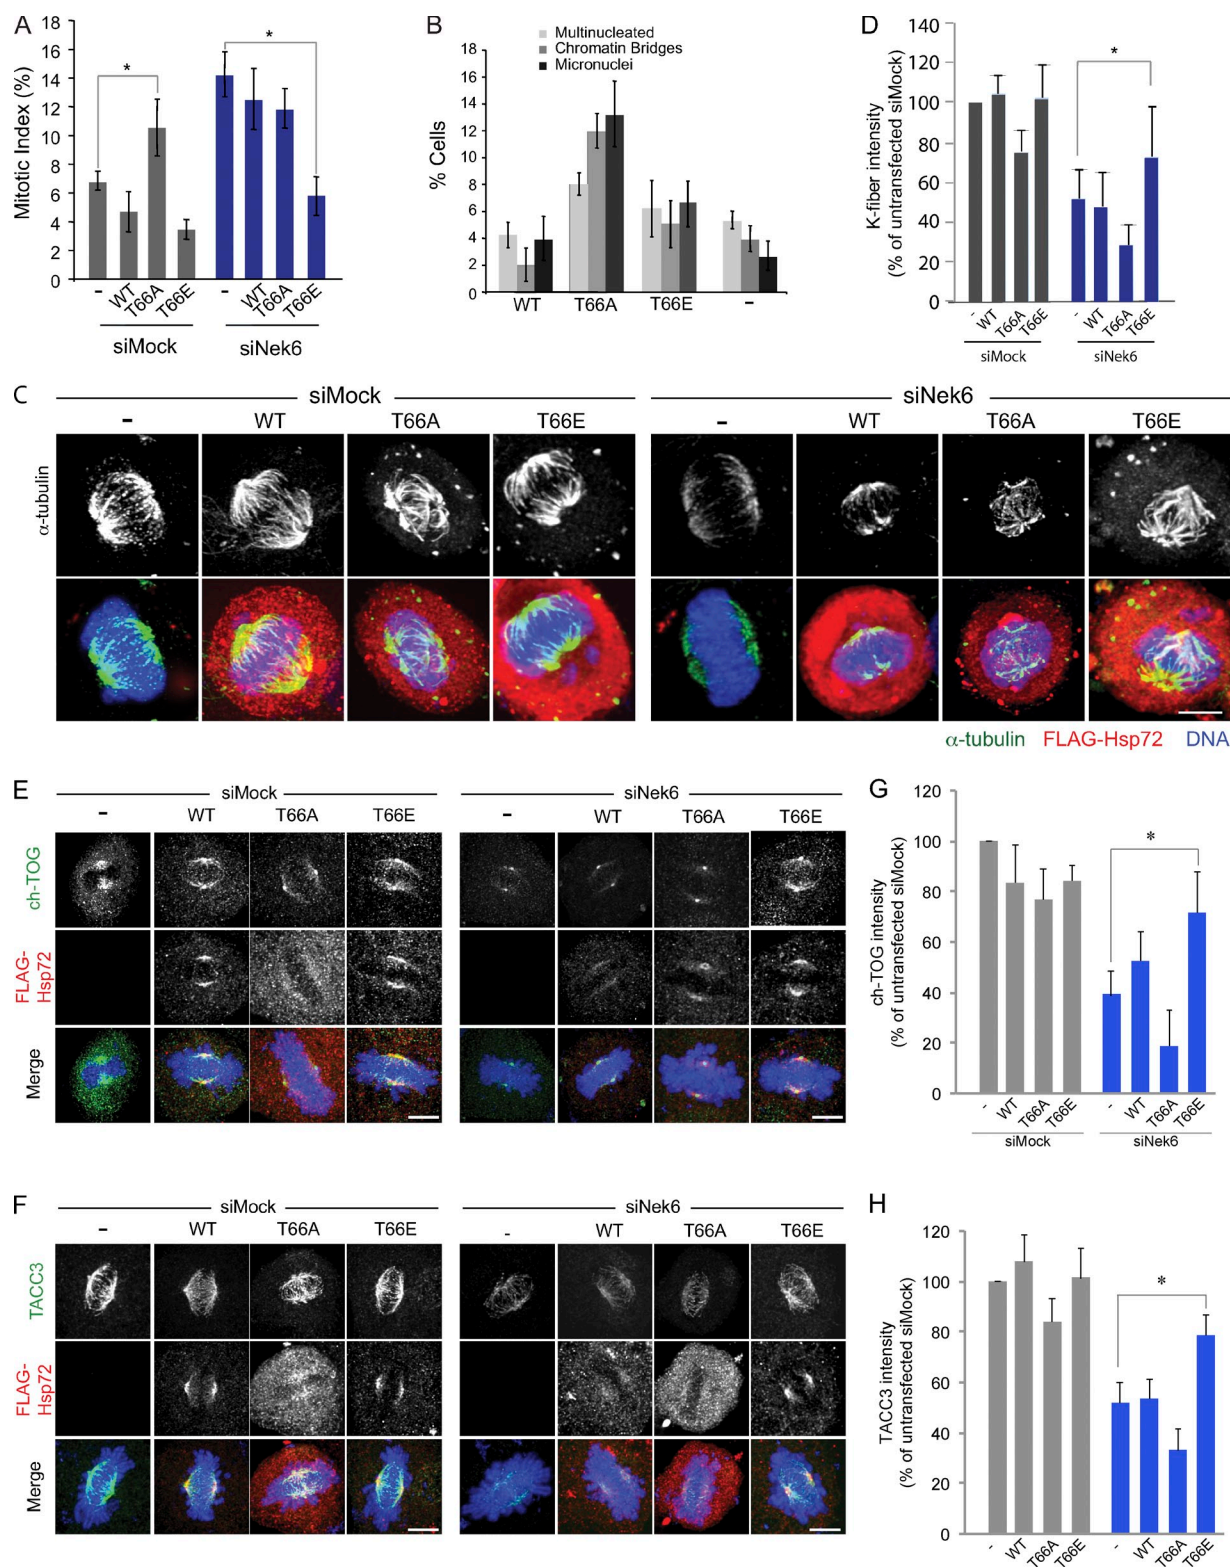 A
Mitotic Index (%)
18
16
14
12
10
8
6
4
2
0
*
*
- WT T66A T66E - WT T66A T66E
siMock siNek6
B
Multinucleated
Chromatin Bridges
Micronuclei
% Cells
18
16
14
12
10
8
6
4
2
0
WT T66A T66E -
D
K-fiber intensity
(% of untransfected siMock)
140
120
100
80
60
40
20
0
*
- WT T66A T66E - WT T66A T66E
siMock siNek6
C
siMock siNek6
- WT T66A T66E - WT T66A T66E
α-tubulin
α-tubulin FLAG-Hsp72 DNA
E
siMock siNek6
- WT T66A T66E - WT T66A T66E
ch-TOG
FLAG-
Hsp72
Merge
G
ch-TOG intensity
(% of untransfected siMock)
120
100
80
60
40
20
0
*
- WT T66A T66E - WT T66A T66E
siMock siNek6
F
siMock siNek6
- WT T66A T66E - WT T66A T66E
TACC3
FLAG-
Hsp72
Merge
H
TACC3 intensity
(% of untransfected siMock)
120
100
80
60
40
20
0
*
- WT T66A T66E - WT T66A T66E